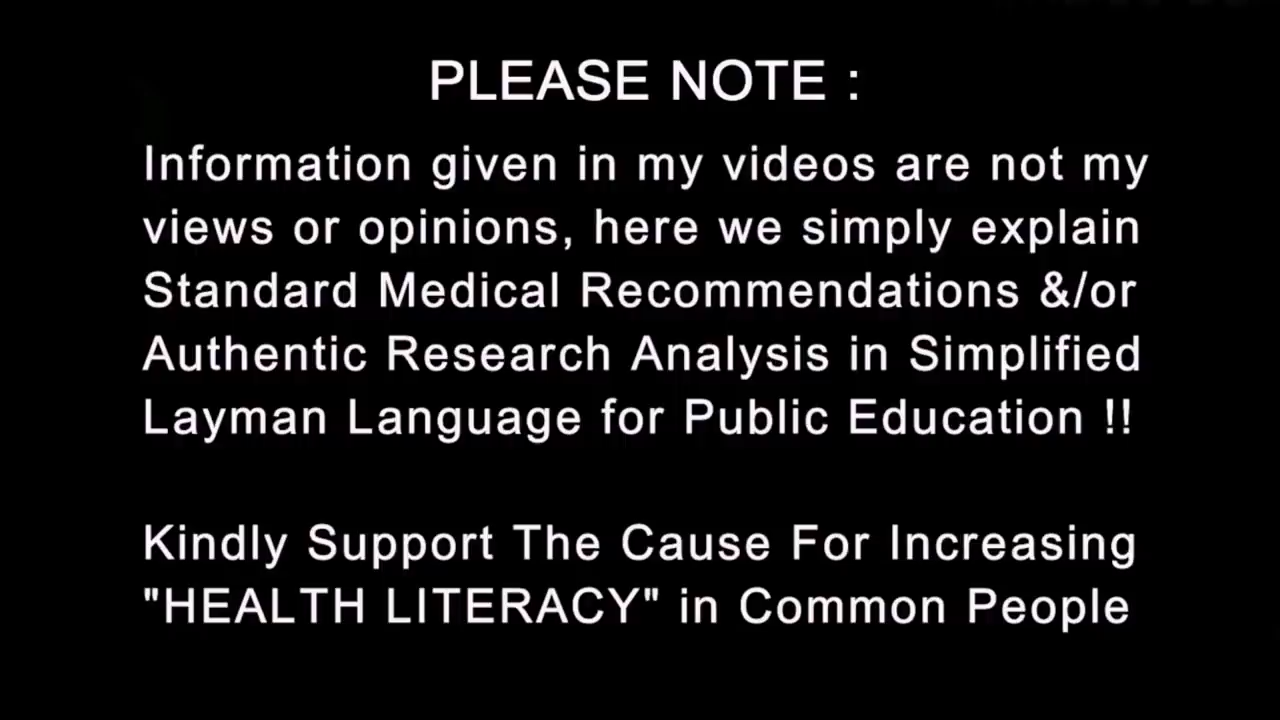 PLEASE NOTE :
Information given in my videos are not my
views or opinions, here we simply explain
Standard Medical Recommendations &/or
Authentic Research Analysis in Simplified
Layman Language for Public Education !!
Kindly Support The Cause For Increasing
"HEALTH LITERACY" in Common People